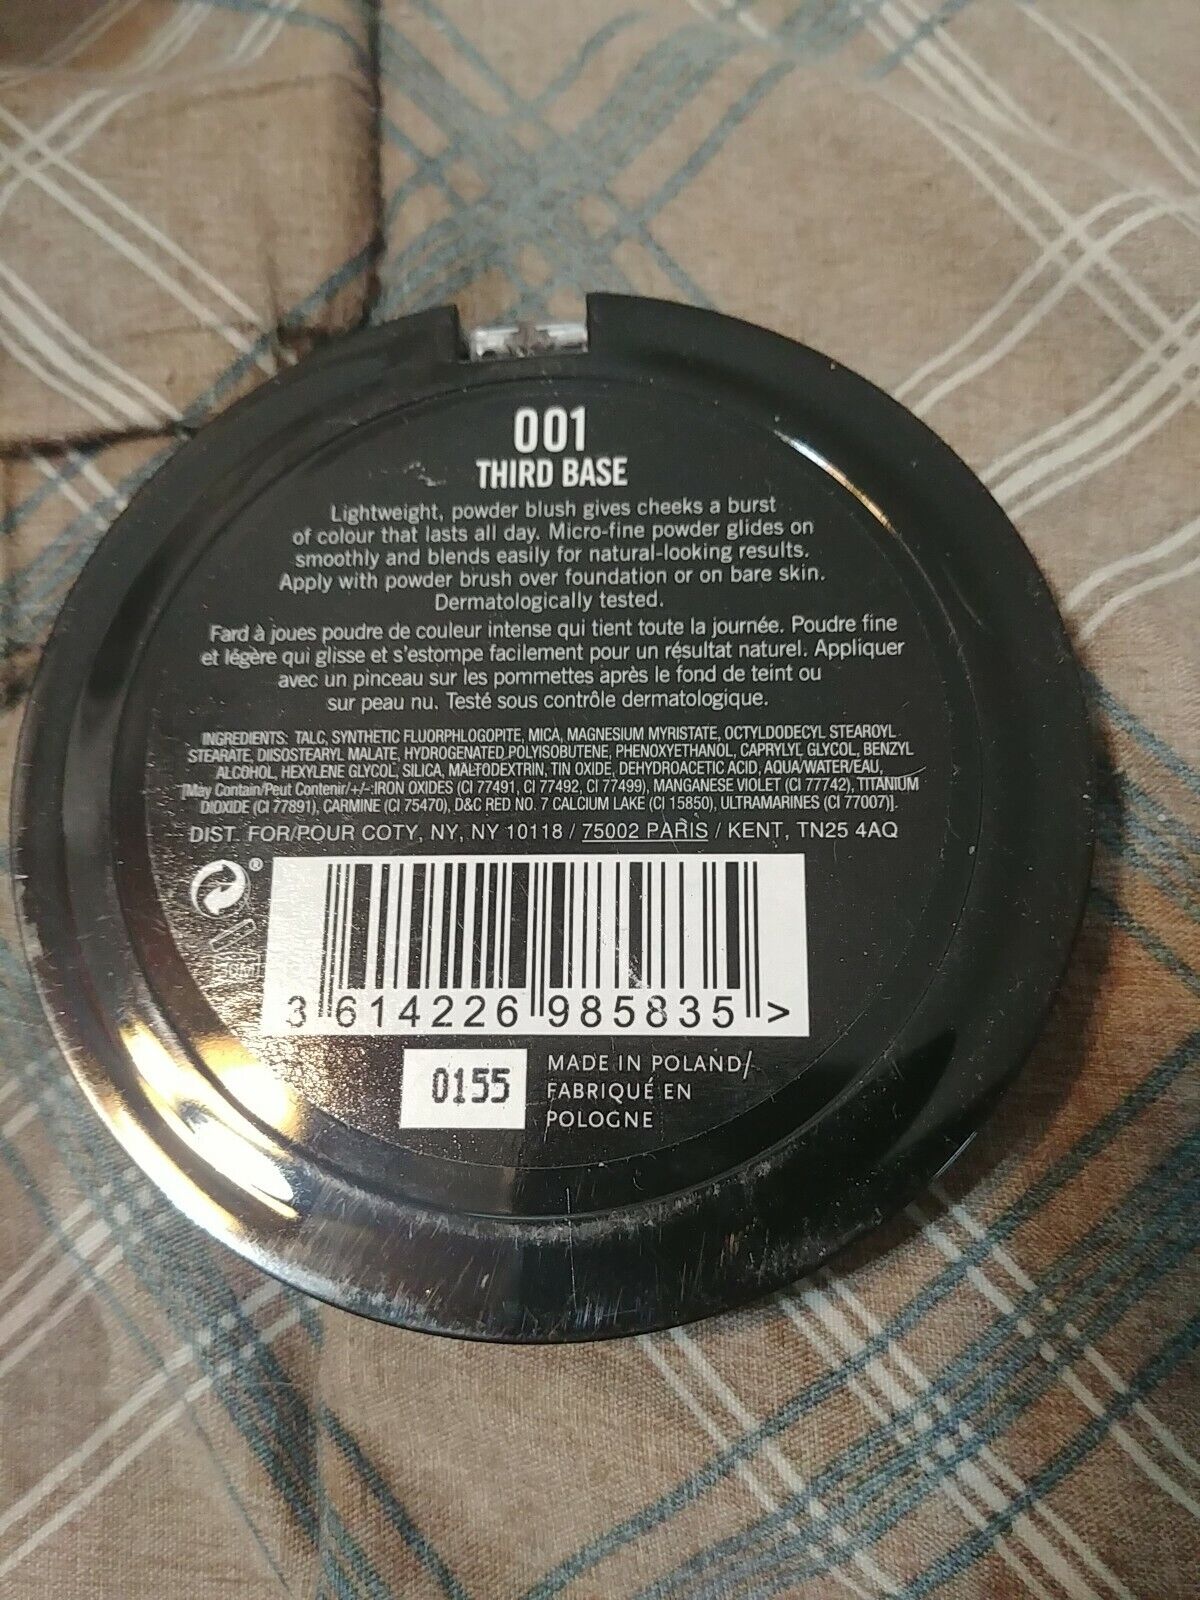 001
THIRD BASE
Lightweight, powder blush gives cheeks a burst
of colour that lasts all day. Micro-fine powder glides on
smoothly and blends easily for natural-looking results.
Apply with powder brush over foundation or on bare skin.
Dermatologically tested.
Fard à joues poudre de couleur intense qui tient toute la journée. Poudre fine
et légère qui glisse et s'estompe facilement pour un résultat naturel. Appliquer
avec un pinceau sur les pommettes après le fond de teint ou
sur peau nu. Testé sous contrôle dermatologique.
INGREDIENTS: TALC, SYNTHETIC FLUORPHLOGOPITE, MICA, MAGNESIUM MYRISTATE, OCTYLDODECYL STEAROYL
STEARATE, DIISOSTEARYL MALATE, HYDROGENATED POLYISOBUTENE, PHENOXYETHANOL, CAPRYLYL GLYCOL, BENZYL
ALCOHOL, HEXYLENE GLYCOL, SILICA, MALTODEXTRIN, TIN OXIDE, DEHYDROACETIC ACID, AQUA/WATER/EAU,
[May Contain/Peut Contenir/+/-:IRON OXIDES (CI 77491, CI 77492, CI 77499), MANGANESE VIOLET (CI 77742), TITANIUM
DIOXIDE (CI 77891), CARMINE (CI 75470), D&C RED NO. 7 CALCIUM LAKE (CI 15850), ULTRAMARINES (CI 77007)].
DIST. FOR/POUR COTY, NY, NY 10118 / 75002 PARIS / KENT, TN25 4AQ
®
3 614226 985835 >
0155
MADE IN POLAND/
FABRIQUÉ EN
POLOGNE